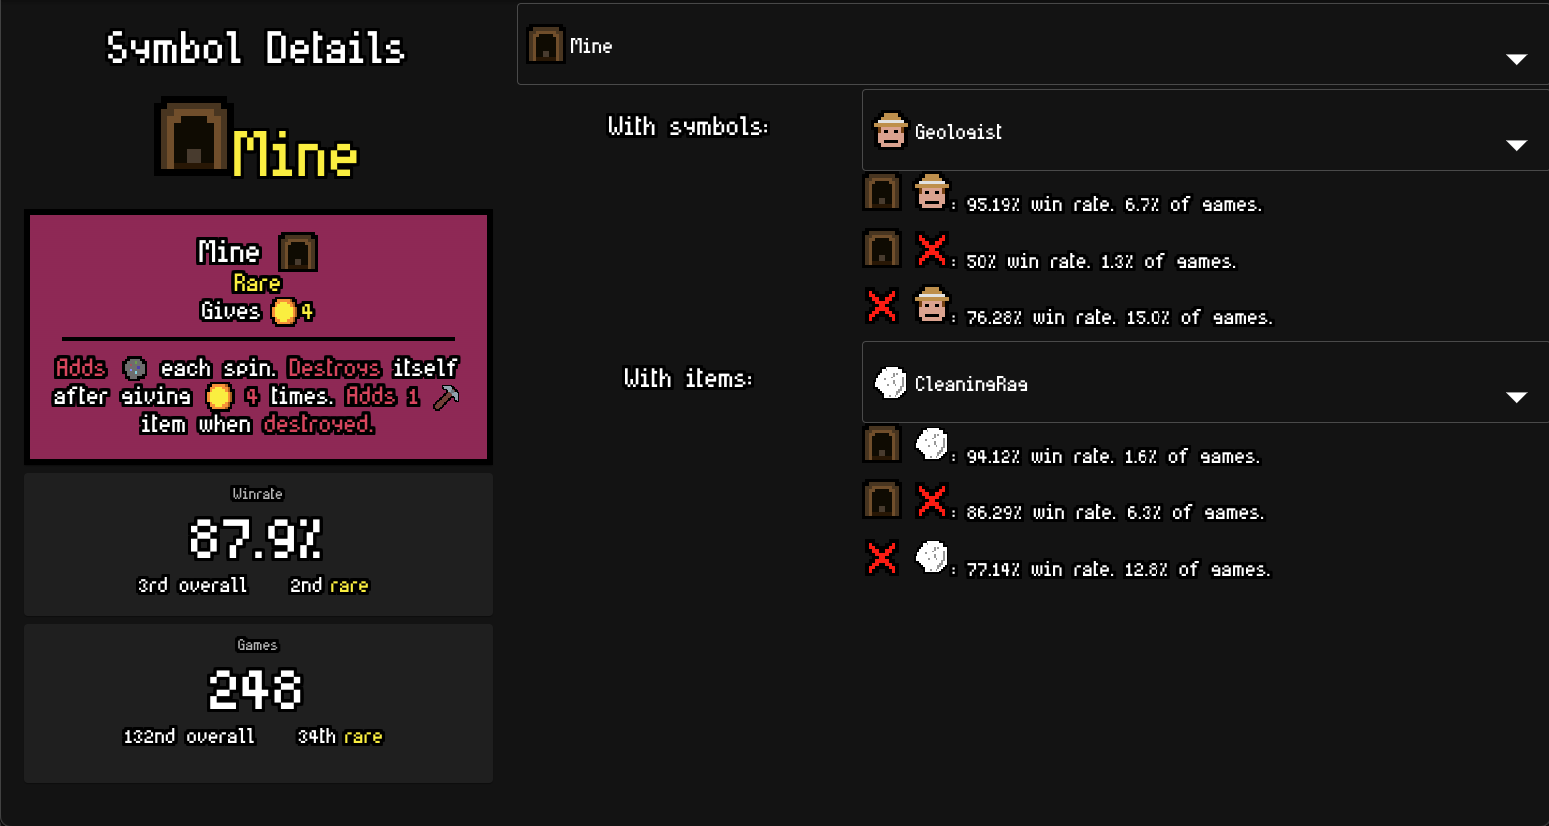 Symbol Details
Mine
Mine
Rare
Gives 4
Adds each spin. Destroys itself
after giving 4 times. Adds 1
item when destroyed.
Winrate
87.9%
3rd overall 2nd rare
Games
248
132nd overall 34th rare
Mine
With symbols:
Geologist
: 95.19% win rate. 6.7% of games.
: 50% win rate. 1.3% of games.
: 76.28% win rate. 15.0% of games.
With items:
CleaningRag
: 94.12% win rate. 1.6% of games.
: 86.29% win rate. 6.3% of games.
: 77.14% win rate. 12.8% of games.